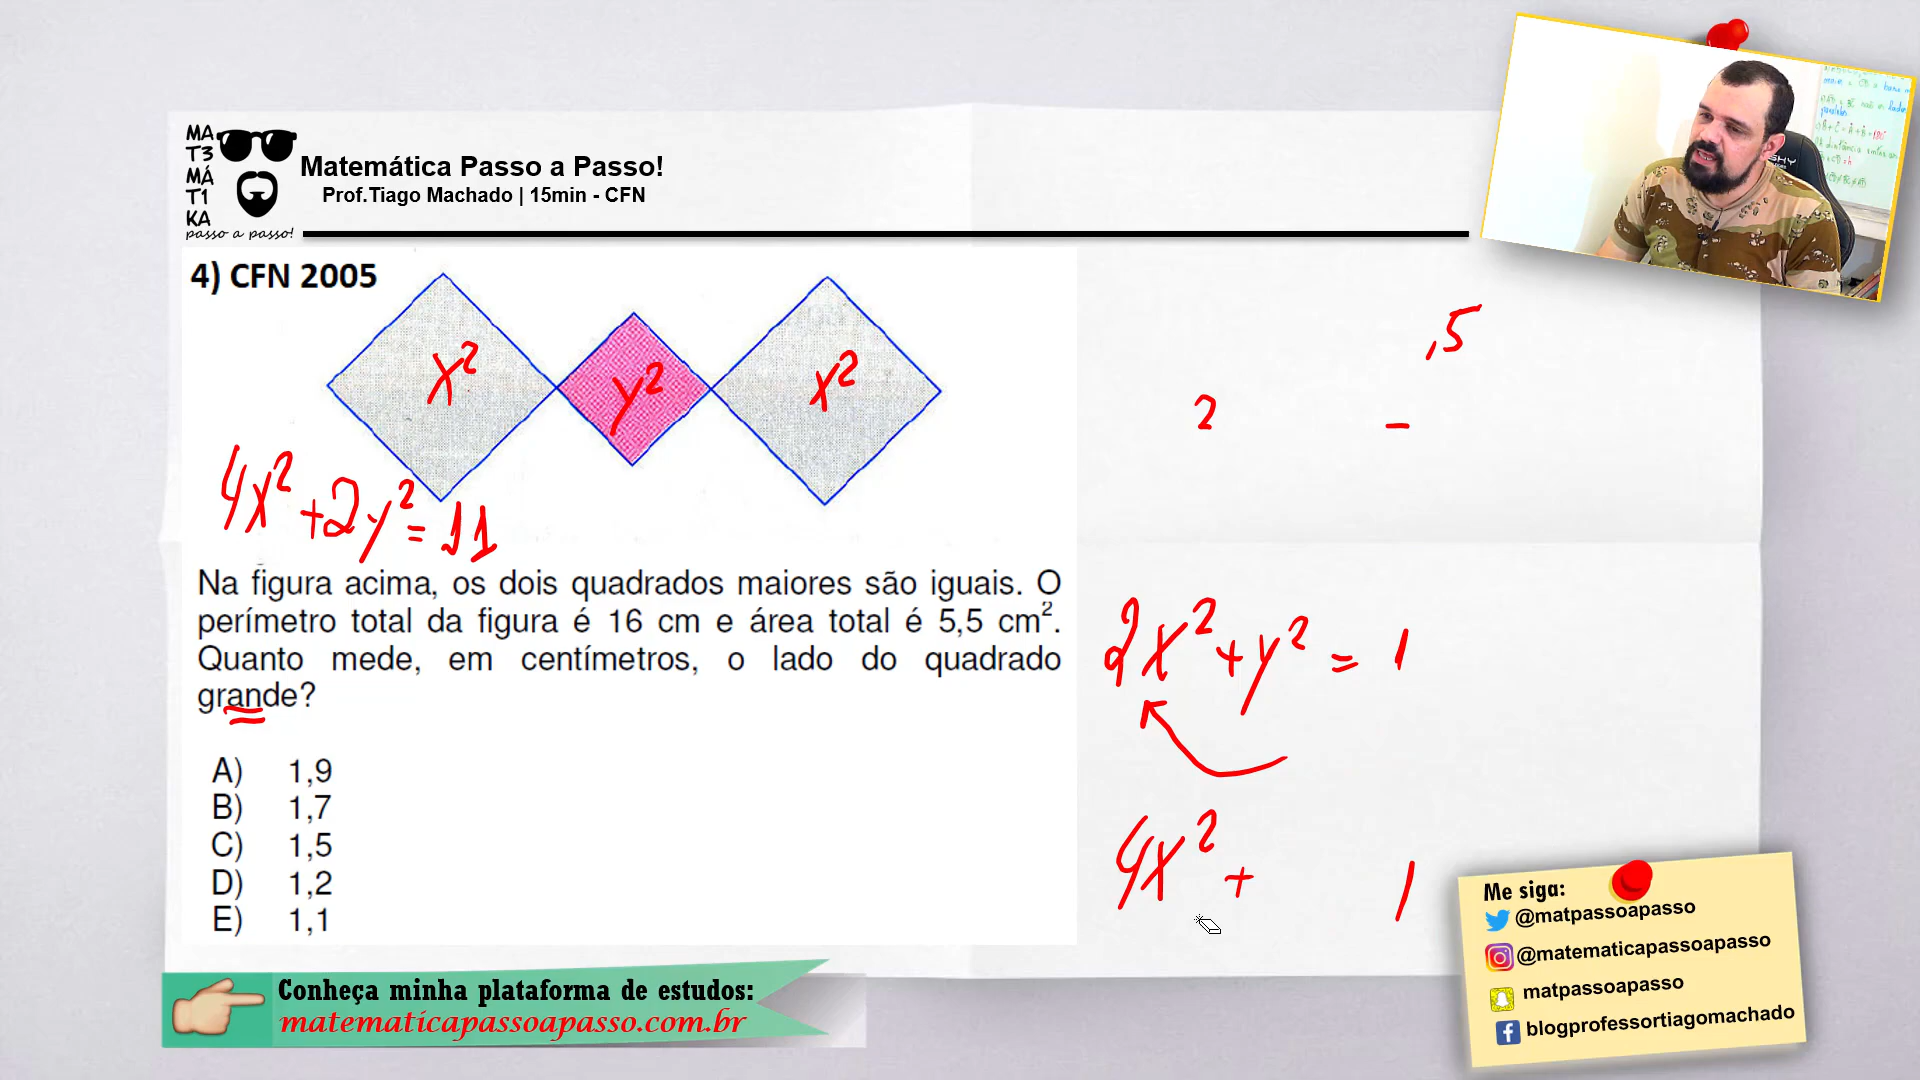 MA
T3
MÁ
T1
KA
passo a passo!
Matemática Passo a Passo!
Prof.Tiago Machado | 15min - CFN
4) CFN 2005
x²
y²
x²
4x²+2y²=11
Na figura acima, os dois quadrados maiores são iguais. O
perímetro total da figura é 16 cm e área total é 5,5 cm².
Quanto mede, em centímetros, o lado do quadrado
grande?
A) 1,9
B) 1,7
C) 1,5
D) 1,2
E) 1,1
,5
2 -
2x²+y²= 1
4x²+ 1
Conheça minha plataforma de estudos:
matematicapassoapasso.com.br
Me siga:
@matpassoapasso
@matematicapassoapasso
matpassoapasso
blogprofessortiagomachado